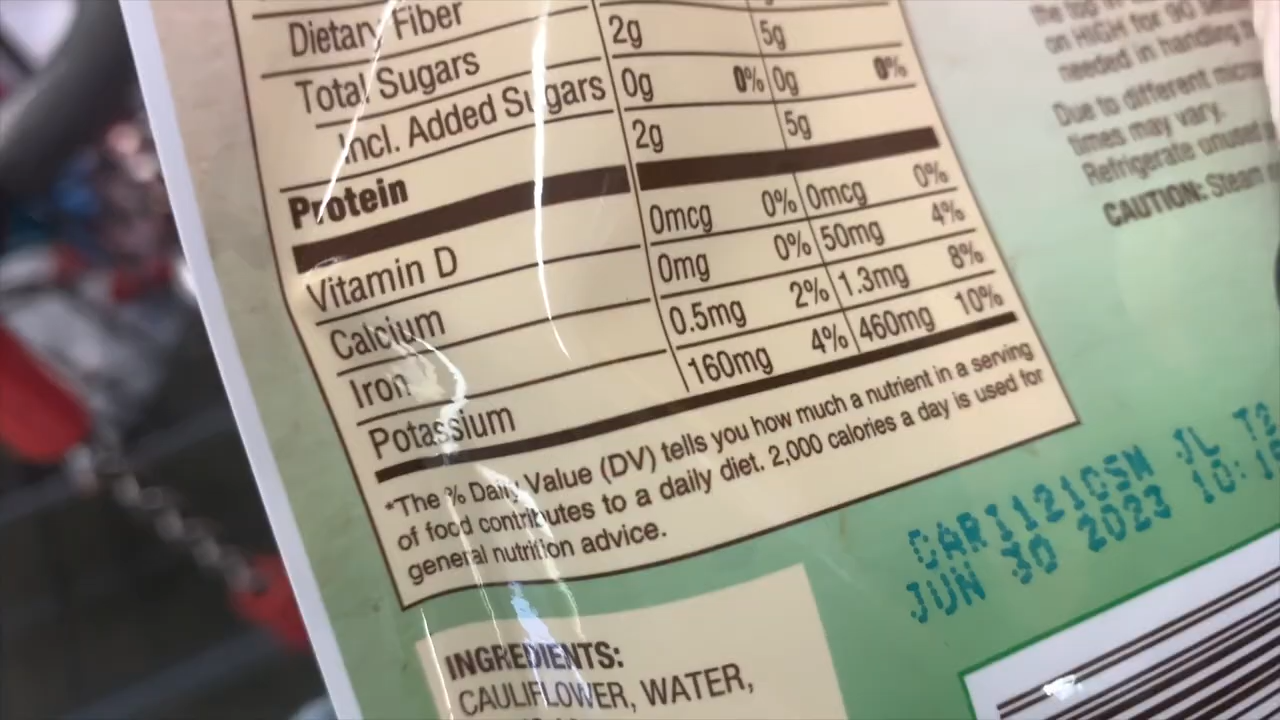 Dietary Fiber 2g 5g
Total Sugars 0g 0% 0g 0%
Incl. Added Sugars 2g 5g
Protein
Vitamin D 0mcg 0% 0mcg 0%
Calcium 0mg 0% 50mg 4%
Iron 0.5mg 2% 1.3mg 8%
Potassium 160mg 4% 460mg 10%
*The % Daily Value (DV) tells you how much a nutrient in a serving
of food contributes to a daily diet. 2,000 calories a day is used for
general nutrition advice.
INGREDIENTS:
CAULIFLOWER, WATER,
on HIGH for 90
needed in handling
Due to different
times may vary.
Refrigerate unused
CAUTION: Steam
CAR11210SN JL T2
JUN 30 2023 10:1